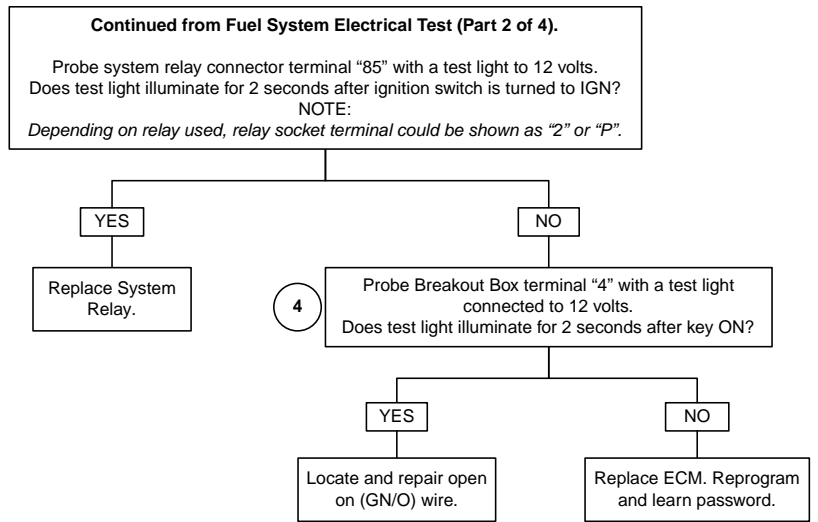 Continued from Fuel System Electrical Test (Part 2 of 4).
Probe system relay connector terminal “85” with a test light to 12 volts.
Does test light illuminate for 2 seconds after ignition switch is turned to IGN?
NOTE:
Depending on relay used, relay socket terminal could be shown as “2” or “P”.
YES
NO
Replace System
Relay.
4
Probe Breakout Box terminal “4” with a test light
connected to 12 volts.
Does test light illuminate for 2 seconds after key ON?
YES
NO
Locate and repair open
on (GN/O) wire.
Replace ECM. Reprogram
and learn password.